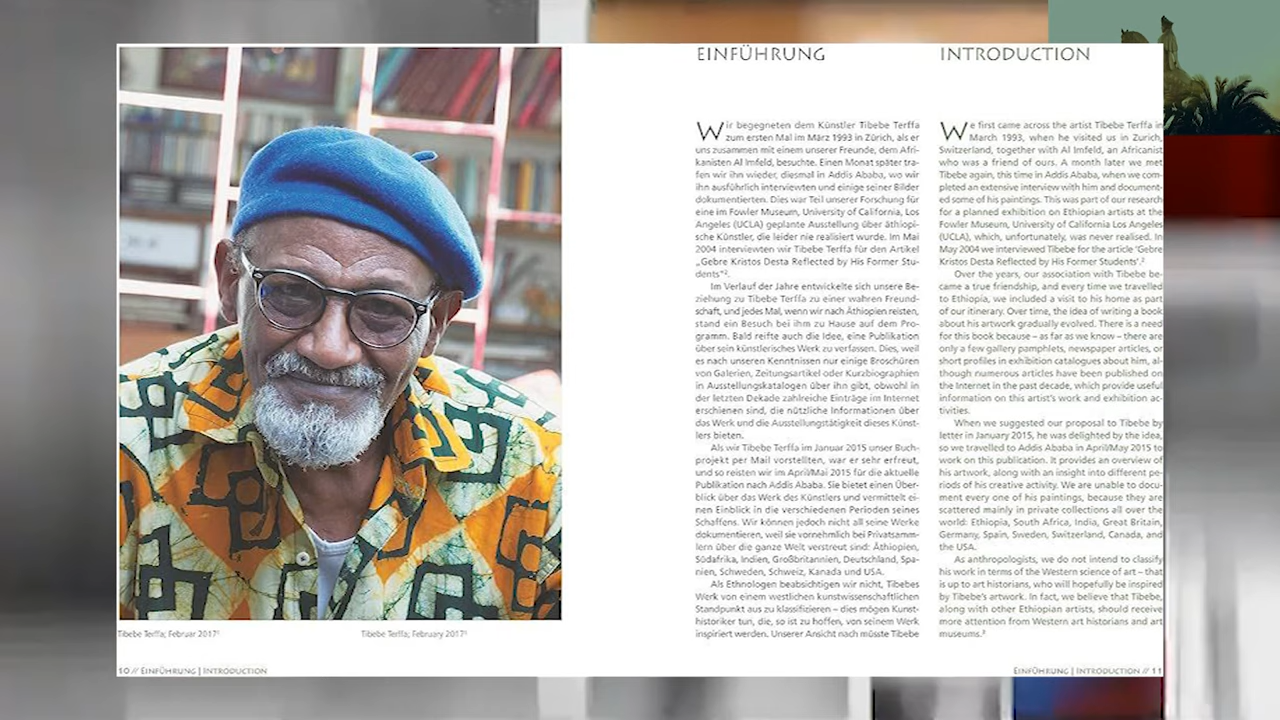 EINFÜHRUNG
Wir begegneten dem Künstler Tibebe Terffa
zum ersten Mal im März 1993 in Zürich, als er
uns zusammen mit einem unserer Freunde, dem Afri-
kanisten Al Imfeld, besuchte. Einen Monat später tra-
fen wir ihn wieder, diesmal in Addis Ababa, wo wir
ihn ausführlich interviewten und einige seiner Bilder
dokumentierten. Dies war Teil unserer Forschung für
eine im Fowler Museum, University of California, Los
Angeles (UCLA) geplante Ausstellung über äthiopi-
sche Künstler, die leider nie realisiert wurde. Im Mai
2004 interviewten wir Tibebe Terffa für den Artikel
„Gebre Kristos Desta Reflected by His Former Stu-
dents"².
Im Verlauf der Jahre entwickelte sich unsere Be-
ziehung zu Tibebe Terffa zu einer wahren Freund-
schaft, und jedes Mal, wenn wir nach Äthiopien reisten,
stand ein Besuch bei ihm zu Hause auf dem Pro-
gramm. Bald reifte auch die Idee, eine Publikation
über sein künstlerisches Werk zu verfassen. Dies, weil
es nach unseren Kenntnissen nur einige Broschüren
von Galerien, Zeitungsartikel oder Kurzbiographien
in Ausstellungskatalogen über ihn gibt, obwohl in
der letzten Dekade zahlreiche Einträge im Internet
erschienen sind, die nützliche Informationen über
das Werk und die Ausstellungstätigkeit dieses Künst-
lers bieten.
Als wir Tibebe Terffa im Januar 2015 unser Buch-
projekt per Mail vorstellten, war er sehr erfreut,
und so reisten wir im April/Mai 2015 für die aktuelle
Publikation nach Addis Ababa. Sie bietet einen Über-
blick über das Werk des Künstlers und vermittelt ei-
nen Einblick in die verschiedenen Perioden seines
Schaffens. Wir können jedoch nicht all seine Werke
dokumentieren, weil sie vornehmlich bei Privatsamm-
lern über die ganze Welt verstreut sind: Äthiopien,
Südafrika, Indien, Großbritannien, Deutschland, Spa-
nien, Schweden, Schweiz, Kanada und USA.
Als Ethnologen beabsichtigen wir nicht, Tibebes
Werk von einem westlichen kunstwissenschaftlichen
Standpunkt aus zu klassifizieren – dies mögen Kunst-
historiker tun, die, so ist zu hoffen, von seinem Werk
inspiriert werden. Unserer Ansicht nach müsste Tibebe
INTRODUCTION
We first came across the artist Tibebe Terffa in
March 1993, when he visited us in Zurich,
Switzerland, together with Al Imfeld, an Africanist
who was a friend of ours. A month later we met
Tibebe again, this time in Addis Ababa, when we com-
pleted an extensive interview with him and document-
ed some of his paintings. This was part of our research
for a planned exhibition on Ethiopian artists at the
Fowler Museum, University of California Los Angeles
(UCLA), which, unfortunately, was never realised. In
May 2004 we interviewed Tibebe for the article 'Gebre
Kristos Desta Reflected by His Former Students'.²
Over the years, our association with Tibebe be-
came a true friendship, and every time we travelled
to Ethiopia, we included a visit to his home as part
of our itinerary. Over time, the idea of writing a book
about his artwork gradually evolved. There is a need
for this book because – as far as we know – there are
only a few gallery pamphlets, newspaper articles, or
short profiles in exhibition catalogues about him, al-
though numerous articles have been published on
the Internet in the past decade, which provide useful
information on this artist's work and exhibition ac-
tivities.
When we suggested our proposal to Tibebe by
letter in January 2015, he was delighted by the idea,
so we travelled to Addis Ababa in April/May 2015 to
work on this publication. It provides an overview of
his artwork, along with an insight into different pe-
riods of his creative activity. We are unable to docu-
ment every one of his paintings, because they are
scattered mainly in private collections all over the
world: Ethiopia, South Africa, India, Great Britain,
Germany, Spain, Sweden, Switzerland, Canada, and
the USA.
As anthropologists, we do not intend to classify
his work in terms of the Western science of art – that
is up to art historians, who will hopefully be inspired
by Tibebe's artwork. In fact, we believe that Tibebe,
along with other Ethiopian artists, should receive
more attention from Western art historians and art
museums.³
Tibebe Terffa; Februar 2017¹
Tibebe Terffa; February 2017¹
10 // EINFÜHRUNG | INTRODUCTION
EINFÜHRUNG | INTRODUCTION // 11